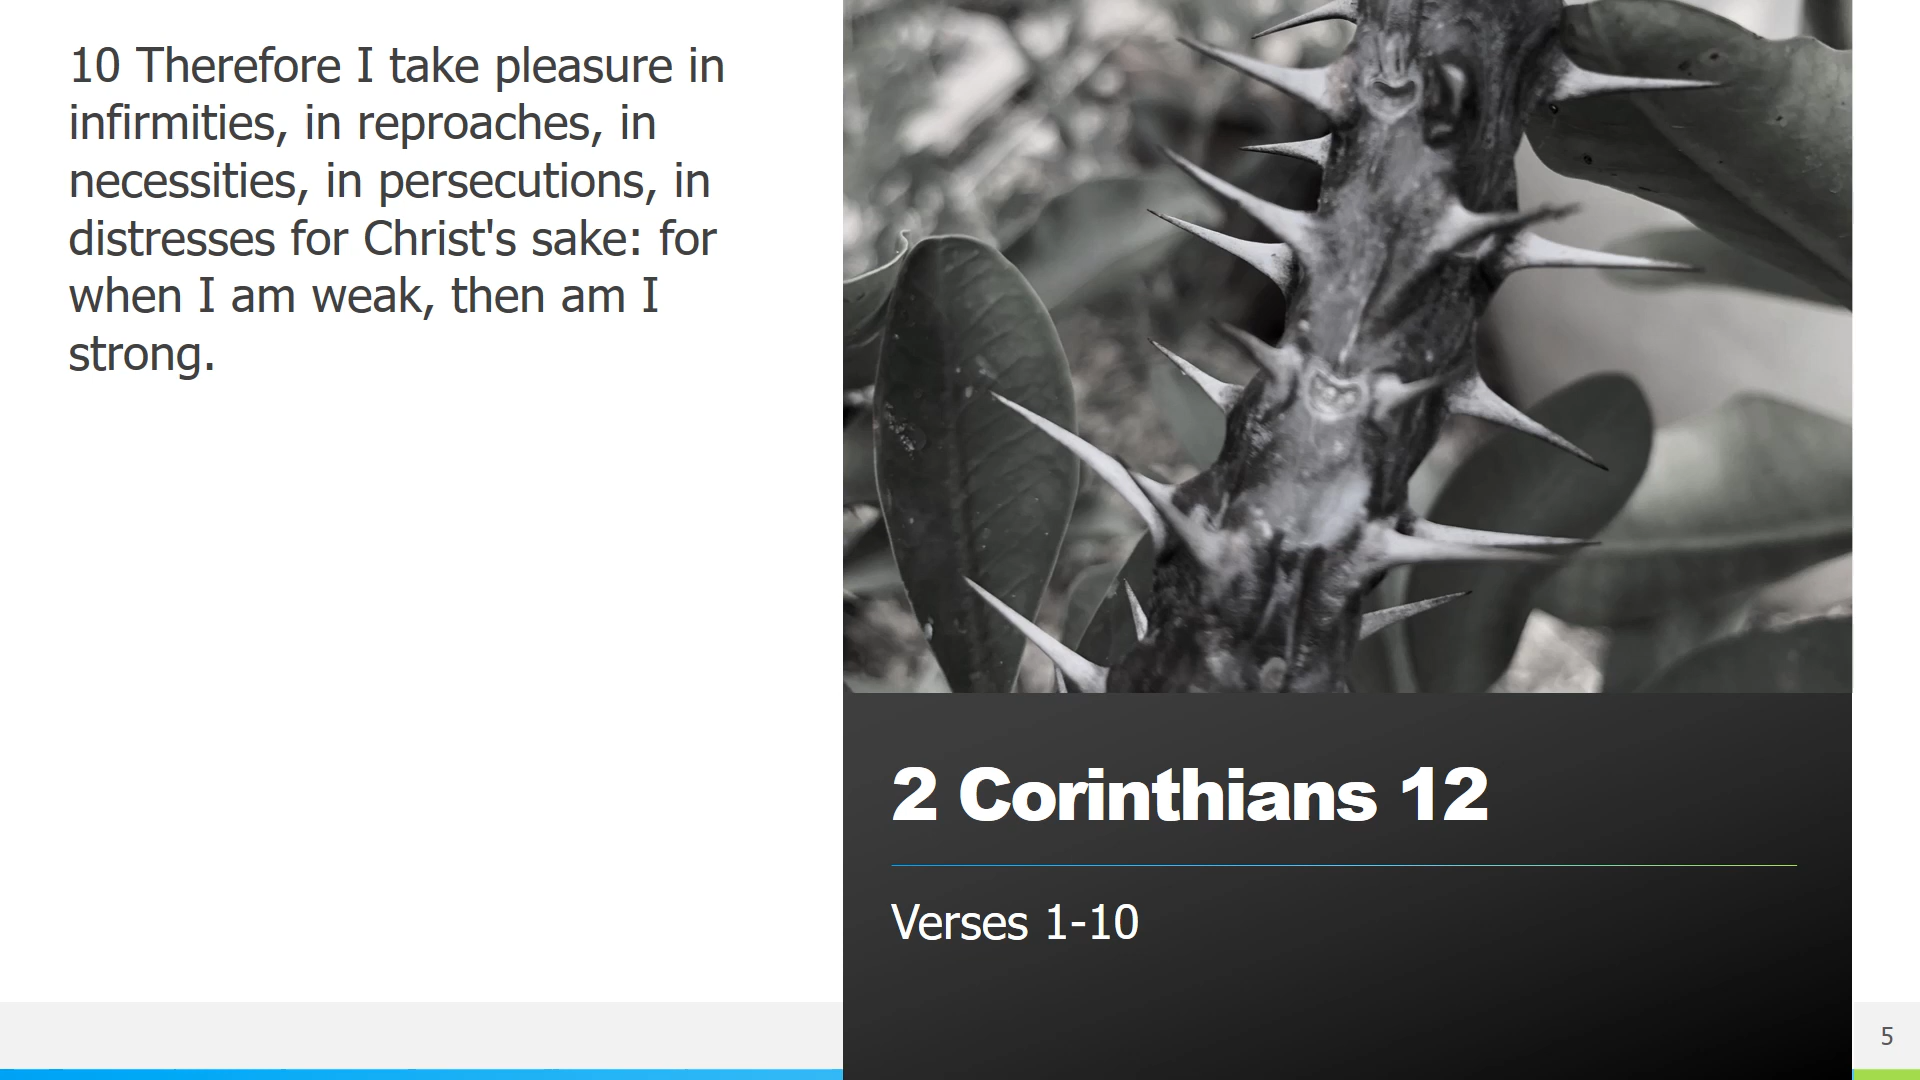 10 Therefore I take pleasure in
infirmities, in reproaches, in
necessities, in persecutions, in
distresses for Christ's sake: for
when I am weak, then am I
strong.
2 Corinthians 12
Verses 1-10
5